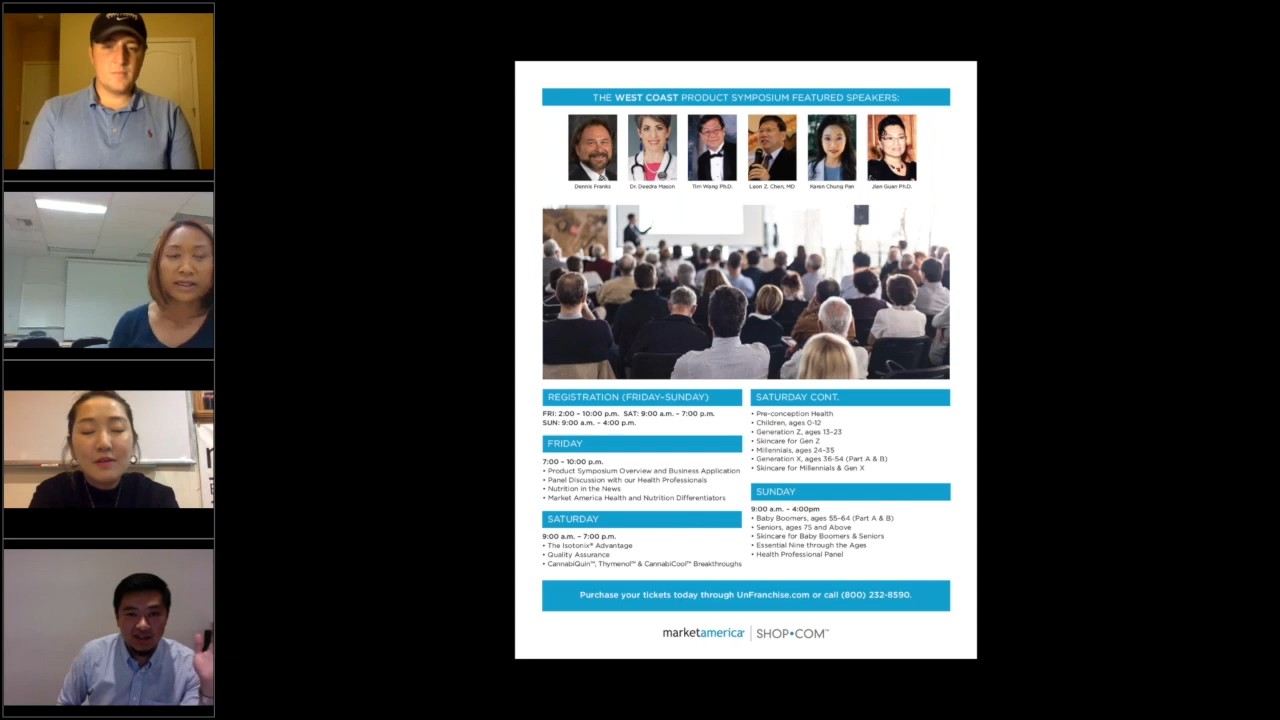 THE WEST COAST PRODUCT SYMPOSIUM FEATURED SPEAKERS:
Dennis Franks
Dr. Deedra Mason
Tim Wang Ph.D.
Leon Z. Chen, MD
Karen Chung Pan
Jian Guan Ph.D.
REGISTRATION (FRIDAY–SUNDAY)
FRI: 2:00 – 10:00 p.m. SAT: 9:00 a.m. – 7:00 p.m.
SUN: 9:00 a.m. – 4:00 p.m.
FRIDAY
7:00 – 10:00 p.m.
• Product Symposium Overview and Business Application
• Panel Discussion with our Health Professionals
• Nutrition in the News
• Market America Health and Nutrition Differentiators
SATURDAY
9:00 a.m. – 7:00 p.m.
• The Isotonix® Advantage
• Quality Assurance
• CannabiQuin™, Thymenol™ & CannabiCool™ Breakthroughs
SATURDAY CONT.
• Pre-conception Health
• Children, ages 0-12
• Generation Z, ages 13–23
• Skincare for Gen Z
• Millennials, ages 24–35
• Generation X, ages 36-54 (Part A & B)
• Skincare for Millennials & Gen X
SUNDAY
9:00 a.m. – 4:00pm
• Baby Boomers, ages 55–64 (Part A & B)
• Seniors, ages 75 and Above
• Skincare for Baby Boomers & Seniors
• Essential Nine through the Ages
• Health Professional Panel
Purchase your tickets today through UnFranchise.com or call (800) 232-8590.
marketamerica® | SHOP•COM™